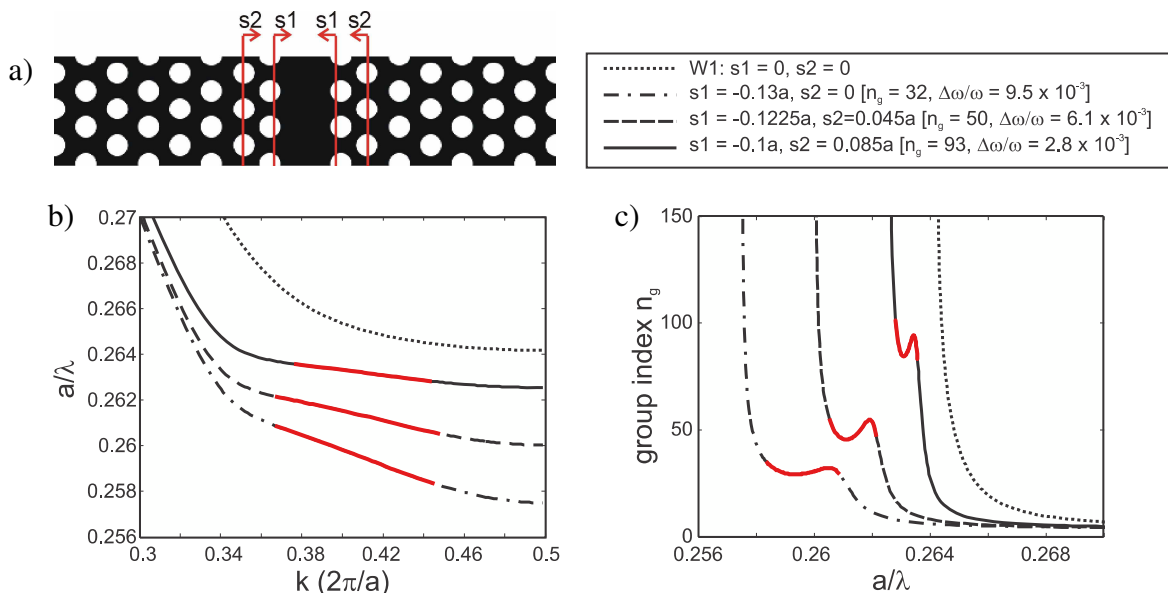 s2 s1 s1 s2
a)
W1: s1 = 0, s2 = 0
s1 = -0.13a, s2 = 0 [n_g = 32, Δω/ω = 9.5 x 10⁻³]
s1 = -0.1225a, s2=0.045a [n_g = 50, Δω/ω = 6.1 x 10⁻³]
s1 = -0.1a, s2 = 0.085a [n_g = 93, Δω/ω = 2.8 x 10⁻³]
b)
a/λ
0.27
0.268
0.266
0.264
0.262
0.26
0.258
0.256
0.3 0.34 0.38 0.42 0.46 0.5
k (2π/a)
c)
group index n_g
150
100
50
0
0.256 0.26 0.264 0.268
a/λ